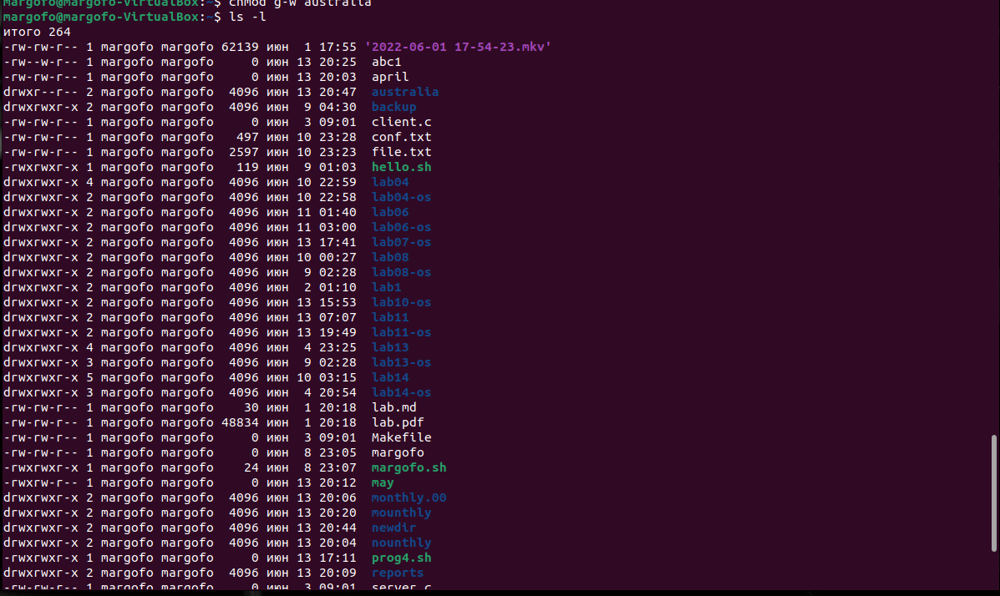 margofo@margofo-VirtualBox:~$ chmod g-w australia
margofo@margofo-VirtualBox:~$ ls -l
итого 264
-rw-rw-r-- 1 margofo margofo 62139 июн  1 17:55 '2022-06-01 17-54-23.mkv'
-rw--w-r-- 1 margofo margofo     0 июн 13 20:25  abc1
-rw-rw-r-- 1 margofo margofo     0 июн 13 20:03  april
drwxr--r-- 2 margofo margofo  4096 июн 13 20:47  australia
drwxrwxr-x 2 margofo margofo  4096 июн  9 04:30  backup
-rw-rw-r-- 1 margofo margofo     0 июн  3 09:01  client.c
-rw-rw-r-- 1 margofo margofo   497 июн 10 23:28  conf.txt
-rw-rw-r-- 1 margofo margofo  2597 июн 10 23:23  file.txt
-rwxrwxr-x 1 margofo margofo   119 июн  9 01:03  hello.sh
drwxrwxr-x 4 margofo margofo  4096 июн 10 22:59  lab04
drwxrwxr-x 2 margofo margofo  4096 июн 10 22:58  lab04-os
drwxrwxr-x 2 margofo margofo  4096 июн 11 01:40  lab06
drwxrwxr-x 2 margofo margofo  4096 июн 11 03:00  lab06-os
drwxrwxr-x 2 margofo margofo  4096 июн 13 17:41  lab07-os
drwxrwxr-x 2 margofo margofo  4096 июн 10 00:27  lab08
drwxrwxr-x 2 margofo margofo  4096 июн  9 02:28  lab08-os
drwxrwxr-x 2 margofo margofo  4096 июн  2 01:10  lab1
drwxrwxr-x 2 margofo margofo  4096 июн 13 15:53  lab10-os
drwxrwxr-x 2 margofo margofo  4096 июн 13 07:07  lab11
drwxrwxr-x 2 margofo margofo  4096 июн 13 19:49  lab11-os
drwxrwxr-x 4 margofo margofo  4096 июн  4 23:25  lab13
drwxrwxr-x 3 margofo margofo  4096 июн  9 02:28  lab13-os
drwxrwxr-x 5 margofo margofo  4096 июн 10 03:15  lab14
drwxrwxr-x 3 margofo margofo  4096 июн  4 20:54  lab14-os
-rw-rw-r-- 1 margofo margofo    30 июн  1 20:18  lab.md
-rw-rw-r-- 1 margofo margofo 48834 июн  1 20:18  lab.pdf
-rw-rw-r-- 1 margofo margofo     0 июн  3 09:01  Makefile
-rw-rw-r-- 1 margofo margofo     0 июн  8 23:05  margofo
-rwxrwxr-x 1 margofo margofo    24 июн  8 23:07  margofo.sh
-rwxrw-r-- 1 margofo margofo     0 июн 13 20:12  may
drwxrwxr-x 2 margofo margofo  4096 июн 13 20:06  monthly.00
drwxrwxr-x 2 margofo margofo  4096 июн 13 20:20  mounthly
drwxrwxr-x 2 margofo margofo  4096 июн 13 20:44  newdir
drwxrwxr-x 2 margofo margofo  4096 июн 13 20:04  nounthly
-rwxrwxr-x 1 margofo margofo     0 июн 13 17:11  prog4.sh
drwxrwxr-x 2 margofo margofo  4096 июн 13 20:09  reports
-rw-rw-r-- 1 margofo margofo     0 июн  3 09:01  server.c